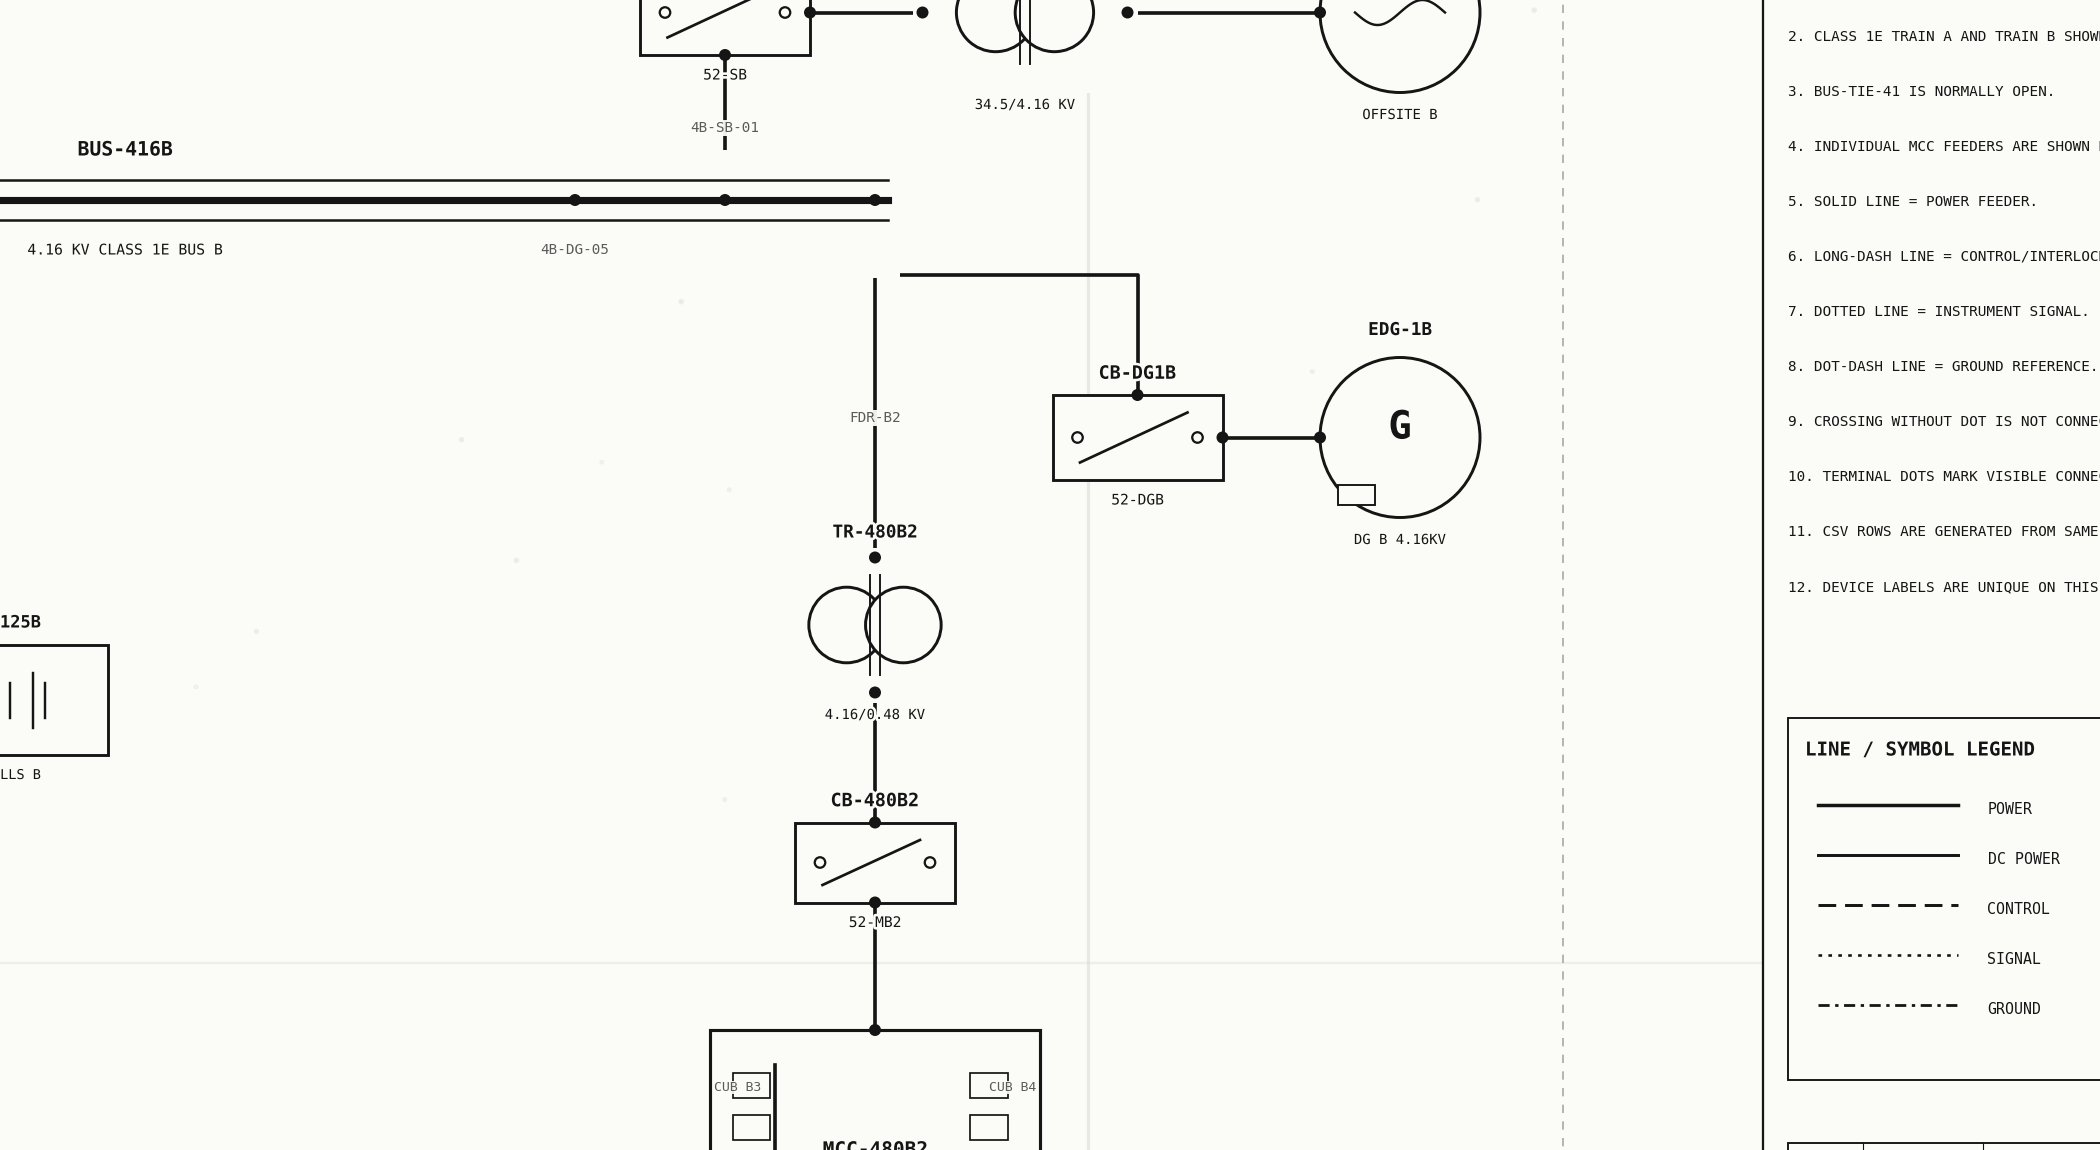 52-SB
34.5/4.16 KV
OFFSITE B
4B-SB-01
BUS-416B
4.16 KV CLASS 1E BUS B
4B-DG-05
EDG-1B
CB-DG1B
G
FDR-B2
52-DGB
TR-480B2
DG B 4.16KV
125B
4.16/0.48 KV
LLS B
CB-480B2
52-MB2
CUB B3
CUB B4
MCC-480B2
2. CLASS 1E TRAIN A AND TRAIN B
3. BUS-TIE-41 IS NORMALLY OPEN.
4. INDIVIDUAL MCC FEEDERS ARE SHOWN
5. SOLID LINE = POWER FEEDER.
6. LONG-DASH LINE =
7. DOTTED LINE = INSTRUMENT SIGNAL.
8. DOT-DASH LINE = GROUND REFERENCE.
9. CROSSING WITHOUT DOT IS NOT
10. TERMINAL DOTS MARK VISIBLE
11. CSV ROWS ARE GENERATED FROM SAME
12. DEVICE LABELS ARE UNIQUE ON THIS
LINE / SYMBOL LEGEND
POWER
DC POWER
CONTROL
SIGNAL
GROUND